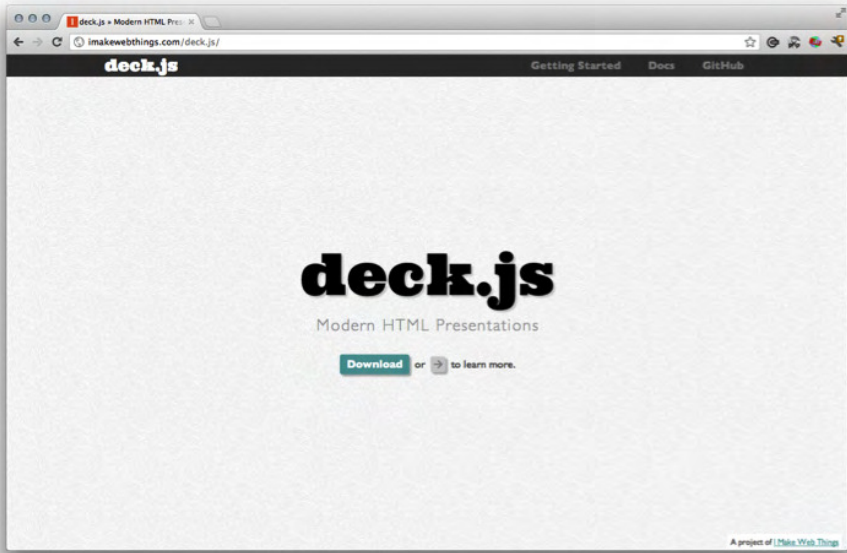 deck.js » Modern HTML Pres
imakewebthings.com/deck.js/
deck.js Getting Started Docs GitHub
deck.js
Modern HTML Presentations
Download or → to learn more.
A project of I Make Web Things